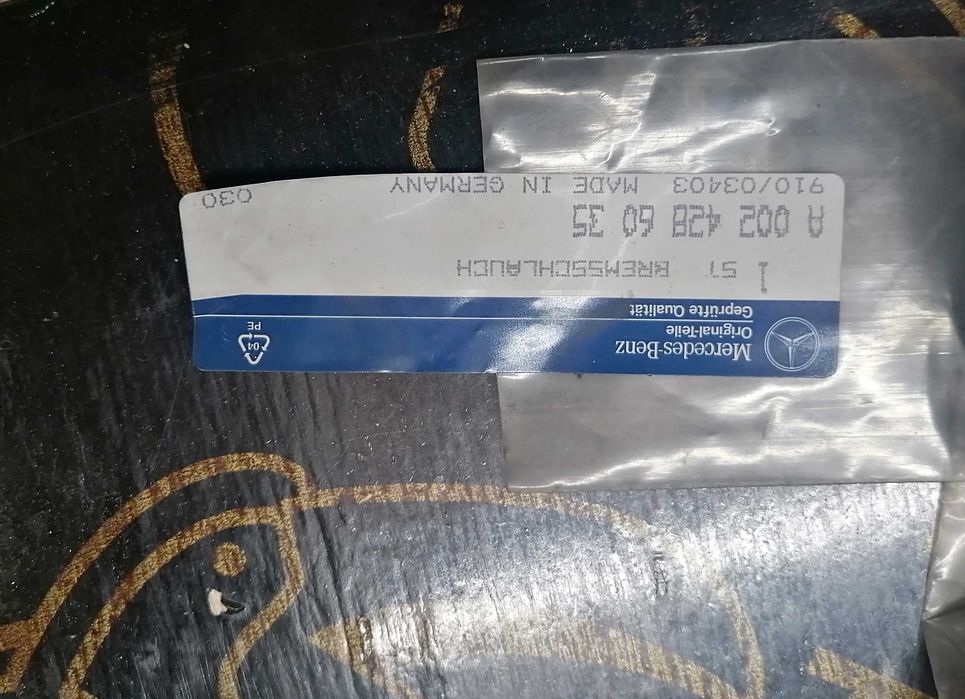 Mercedes-Benz
Original-Teile
Geprüfte Qualität
04
PE
1 ST BREMSSCHLAUCH
A 002 428 60 35
910/03403 MADE IN GERMANY
030